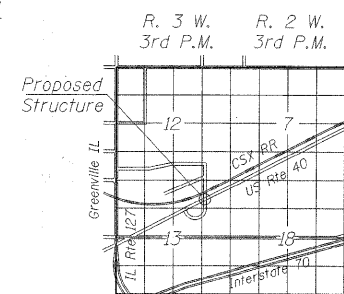 R. 3 W.
3rd P.M.
R. 2 W.
3rd P.M.
Proposed
Structure
12
7
CSX RR
US Rte 40
Greenville IL
IL Rte 127
13
18
Interstate 70